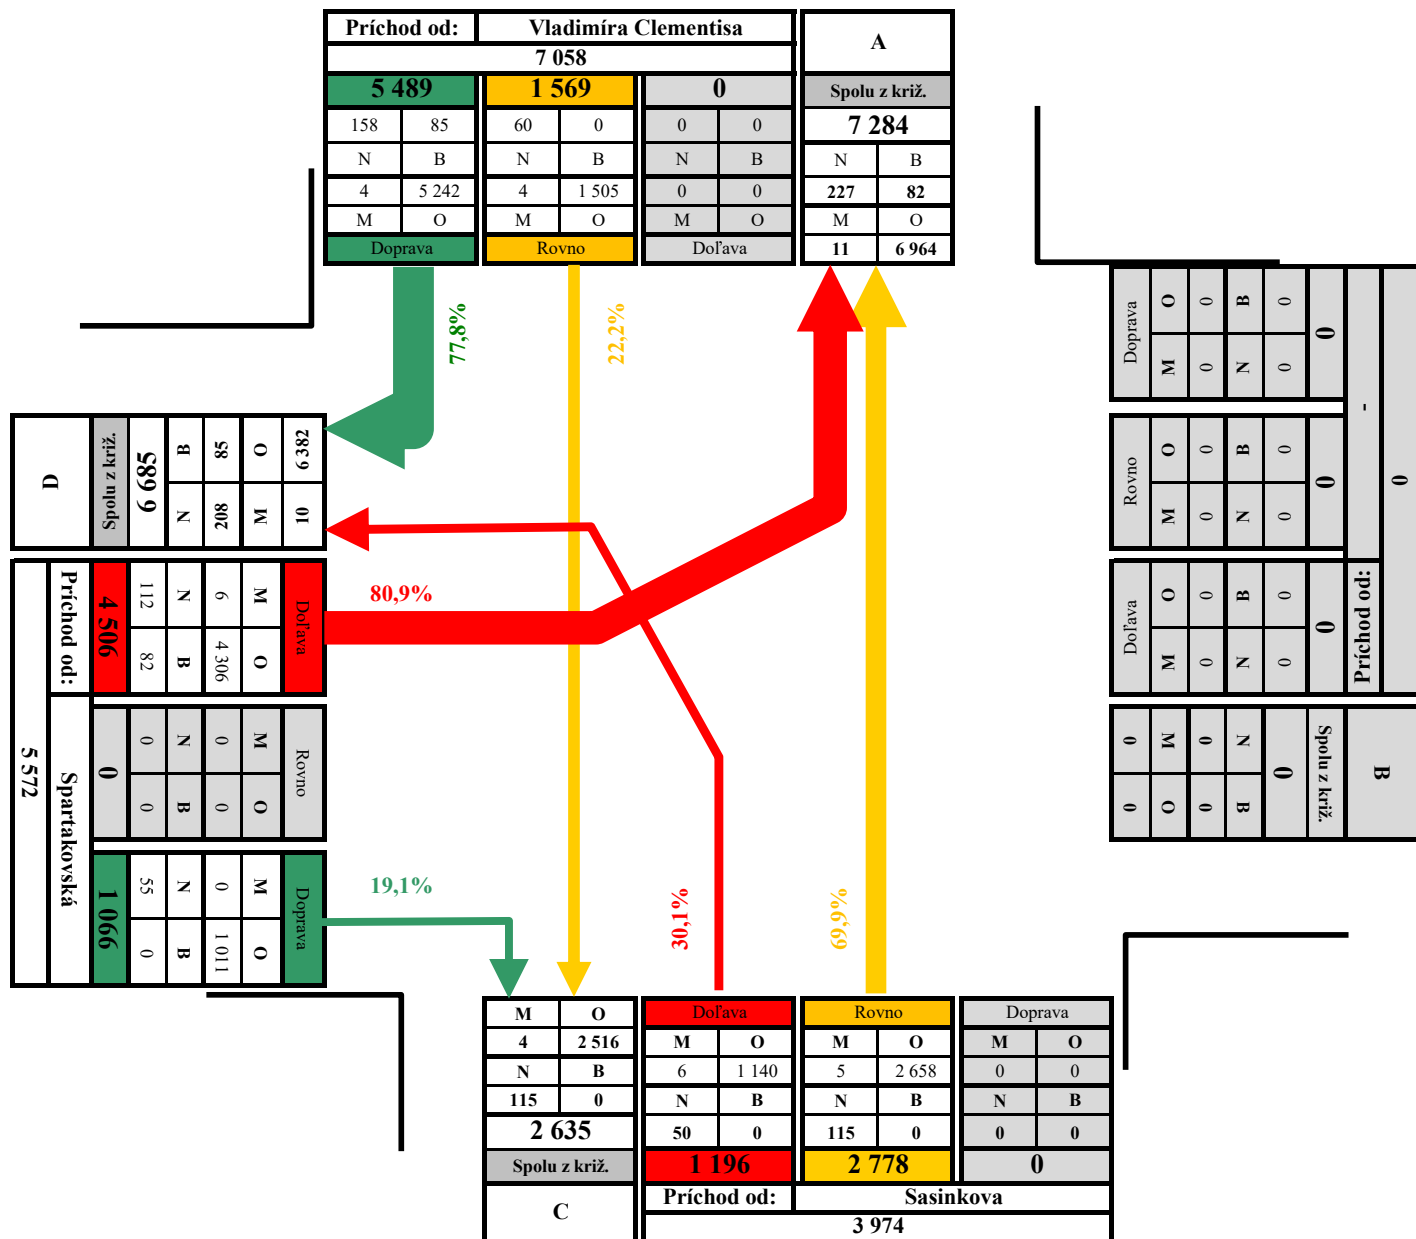 Príchod od: Vladimíra Clementisa
7 058
5 489 1 569 0
158 85 60 0 0 0
N B N B N B
4 5 242 4 1 505 0 0
M O M O M O
Doprava Rovno Doľava
A
Spolu z križ.
7 284
N B
227 82
M O
11 6 964
77,8%
22,2%
D
Spolu z križ.
6 685
B N
85 208
O M
6 382 10
5 572
Príchod od: Spartakovská
4 506
112 82
N B
6 4 306
M O
Doľava
80,9%
0
0 0
N B
0 0
M O
Rovno
1 066
55 0
N B
0 1 011
M O
Doprava
19,1%
30,1%
69,9%
0
Príchod od: -
0
0 0
N B
0 0
M O
Doprava
0
0 0
N B
0 0
M O
Rovno
0
0 0
N B
0 0
M O
Doľava
B
Spolu z križ.
0
N B
0 0
M O
0 0
M O
4 2 516
N B
115 0
2 635
Spolu z križ.
C
Doľava Rovno Doprava
M O M O M O
6 1 140 5 2 658 0 0
N B N B N B
50 0 115 0 0 0
1 196 2 778 0
Príchod od: Sasinkova
3 974